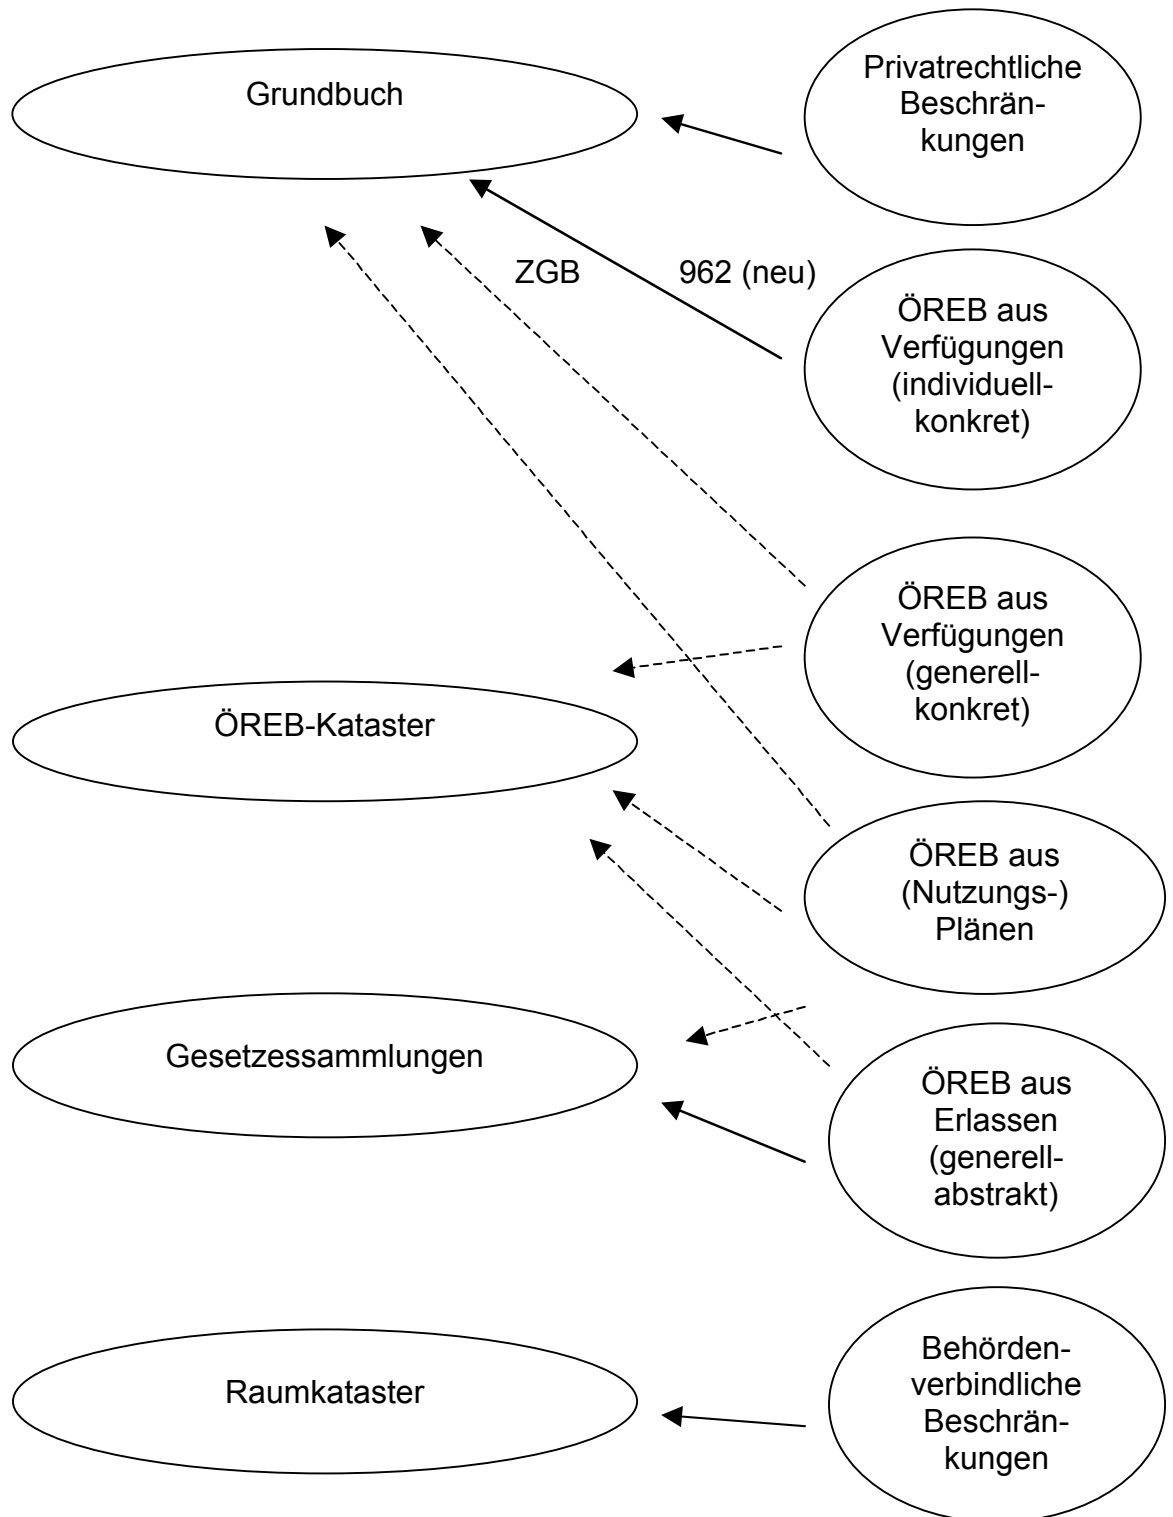 Grundbuch
Privatrechtliche
Beschrän-
kungen
ZGB 962 (neu)
ÖREB aus
Verfügungen
(individuell-
konkret)
ÖREB aus
Verfügungen
(generell-
konkret)
ÖREB-Kataster
ÖREB aus
(Nutzungs-)
Plänen
Gesetzessammlungen
ÖREB aus
Erlassen
(generell-
abstrakt)
Raumkataster
Behörden-
verbindliche
Beschrän-
kungen